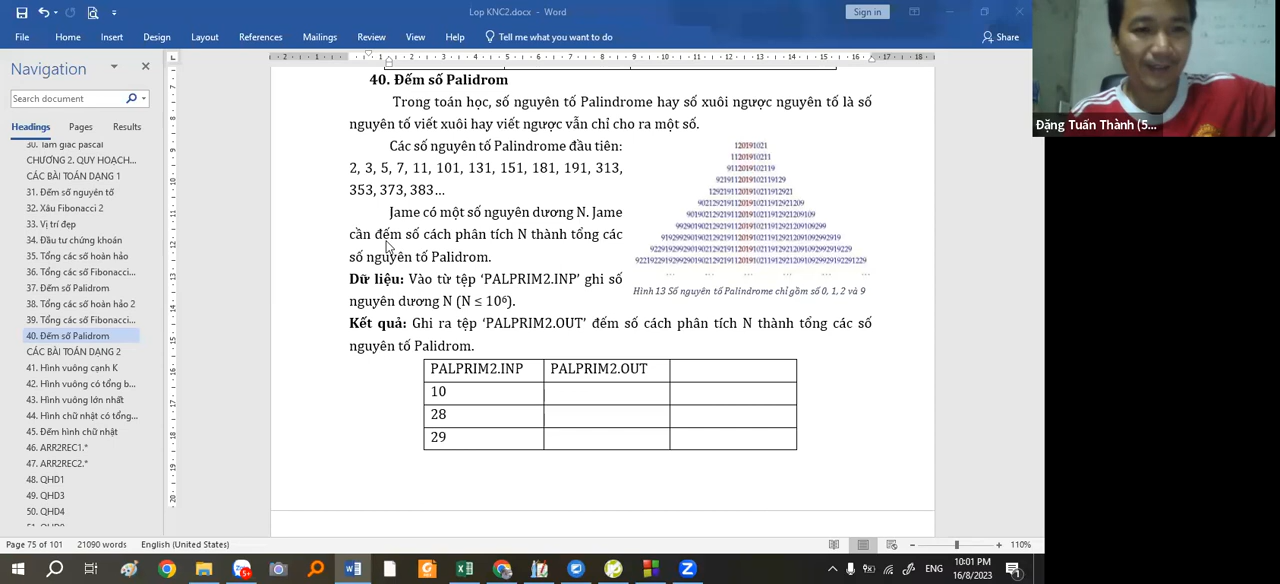 Lop KNC2.docx - Word
Sign in
File Home Insert Design Layout References Mailings Review View Help Tell me what you want to do Share
Navigation
Search document
Headings Pages Results
30. Tam giác pascal
CHƯƠNG 2. QUY HOẠCH...
CÁC BÀI TOÁN DẠNG 1
31. Đếm số nguyên tố
32. Xâu Fibonacci 2
33. Vị trí đẹp
34. Đầu tư chứng khoán
35. Tổng các số hoàn hảo
36. Tổng các số Fibonacci...
37. Đếm số Palidrom
38. Tổng các số hoàn hảo 2
39. Tổng các số Fibonacci...
40. Đếm số Palidrom
CÁC BÀI TOÁN DẠNG 2
41. Hình vuông cạnh K
42. Hình vuông có tổng b...
43. Hình vuông lớn nhất
44. Hình chữ nhật có tổng...
45. Đếm hình chữ nhật
46. ARR2REC1.*
47. ARR2REC2.*
48. QHD1
49. QHD3
50. QHD4
40. Đếm số Palidrom
Trong toán học, số nguyên tố Palindrome hay số xuôi ngược nguyên tố là số
nguyên tố viết xuôi hay viết ngược vẫn chỉ cho ra một số.
Các số nguyên tố Palindrome đầu tiên:
2, 3, 5, 7, 11, 101, 131, 151, 181, 191, 313,
353, 373, 383...
Jame có một số nguyên dương N. Jame
cần đếm số cách phân tích N thành tổng các
số nguyên tố Palidrom.
Dữ liệu: Vào từ tệp ‘PALPRIM2.INP’ ghi số
nguyên dương N (N ≤ 10⁶).
Hình 13 Số nguyên tố Palindrome chỉ gồm số 0, 1, 2 và 9
Kết quả: Ghi ra tệp ‘PALPRIM2.OUT’ đếm số cách phân tích N thành tổng các số
nguyên tố Palidrom.
PALPRIM2.INP PALPRIM2.OUT
10
28
29
Đặng Tuấn Thành (5...
Page 75 of 101 21090 words English (United States) 110%
ENG
10:01 PM
16/8/2023